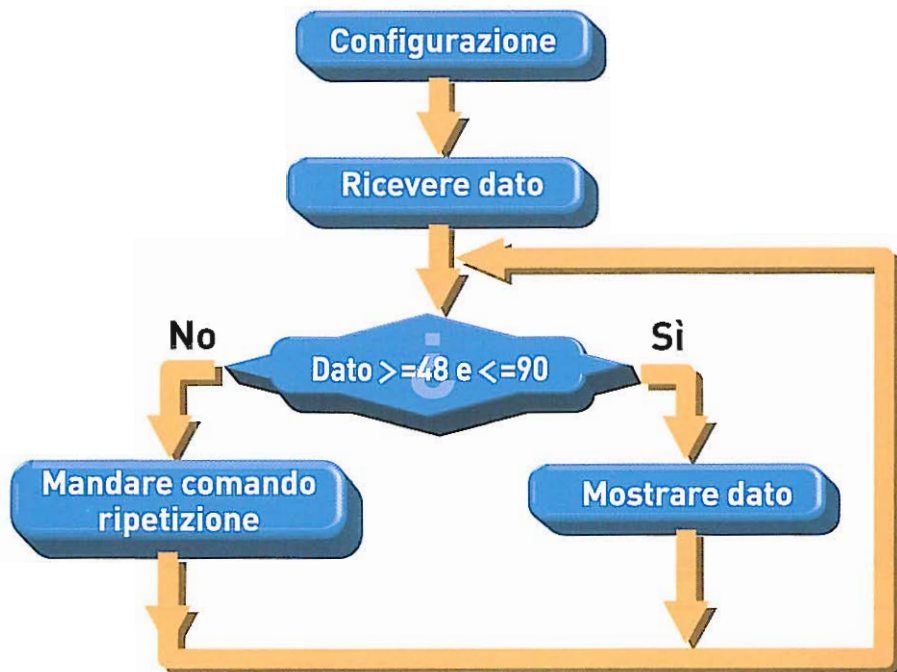 Configurazione
Ricevere dato
No
Sì
Dato >=48 e <=90
Mandare comando
ripetizione
Mostrare dato